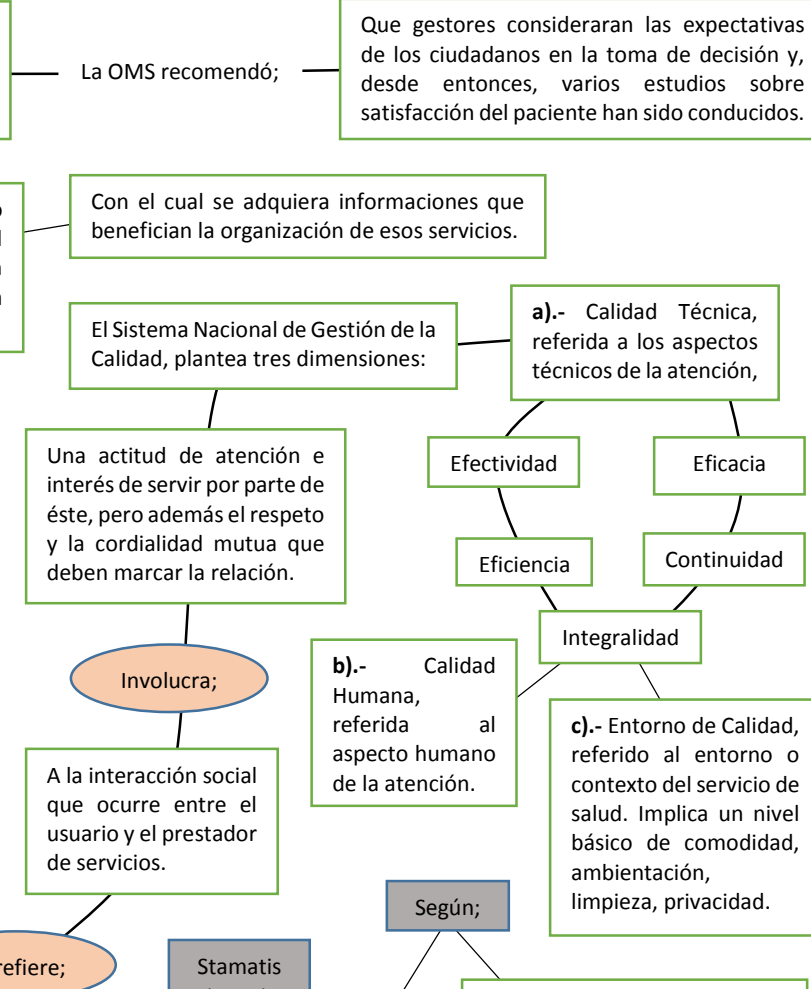 La OMS recomendó;
Que gestores consideraran las expectativas
de los ciudadanos en la toma de decisión y,
desde entonces, varios estudios sobre
satisfacción del paciente han sido conducidos.
Con el cual se adquiera informaciones que
benefician la organización de esos servicios.
El Sistema Nacional de Gestión de la
Calidad, plantea tres dimensiones:
a).- Calidad Técnica,
referida a los aspectos
técnicos de la atención,
Una actitud de atención e
interés de servir por parte de
éste, pero además el respeto
y la cordialidad mutua que
deben marcar la relación.
Efectividad
Eficacia
Eficiencia
Continuidad
Integralidad
Involucra;
b).- Calidad
Humana,
referida al
aspecto humano
de la atención.
c).- Entorno de Calidad,
referido al entorno o
contexto del servicio de
salud. Implica un nivel
básico de comodidad,
ambientación,
limpieza, privacidad.
A la interacción social
que ocurre entre el
usuario y el prestador
de servicios.
Según;
refiere;
Stamatis